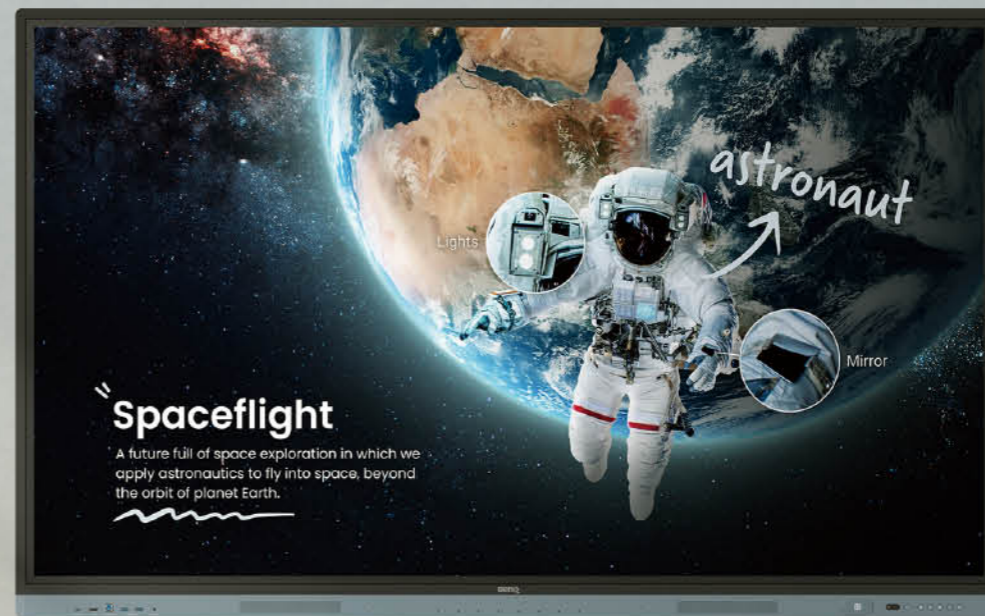 astronaut
Lights
Mirror
Spaceflight
A future full of space exploration in which we
apply astronautics to fly into space, beyond
the orbit of planet Earth.
BenQ